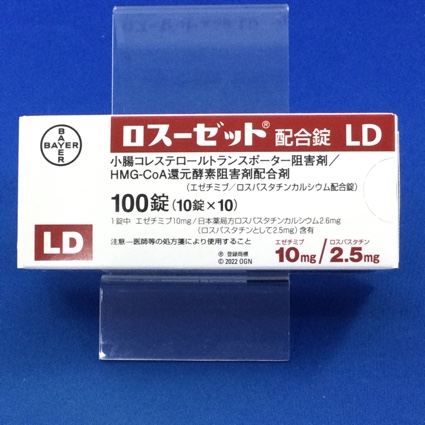 BAYER
BAYER
ロスーゼット® 配合錠 LD
小腸コレステロールトランスポーター阻害剤/
HMG-CoA還元酵素阻害剤配合剤
(エゼチミブ/ロスバスタチンカルシウム配合錠)
100錠(10錠×10)
1錠中 エゼチミブ10mg/日本薬局方ロスバスタチンカルシウム2.6mg
(ロスバスタチンとして2.5mg)含有
LD
注意-医師等の処方箋により使用すること
エゼチミブ ロスバスタチン
10mg/2.5mg
® 登録商標
© 2022 OGN